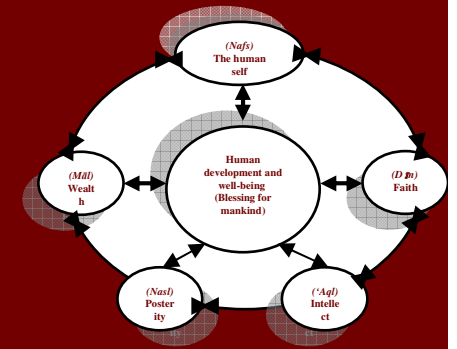 (Nafs)
The human
self
Human
development and
well-being
(Blessing for
mankind)
(Māl)
Wealt
h
Faith
(Nasl)
Poster
ity
(‘Aql)
Intelle
ct